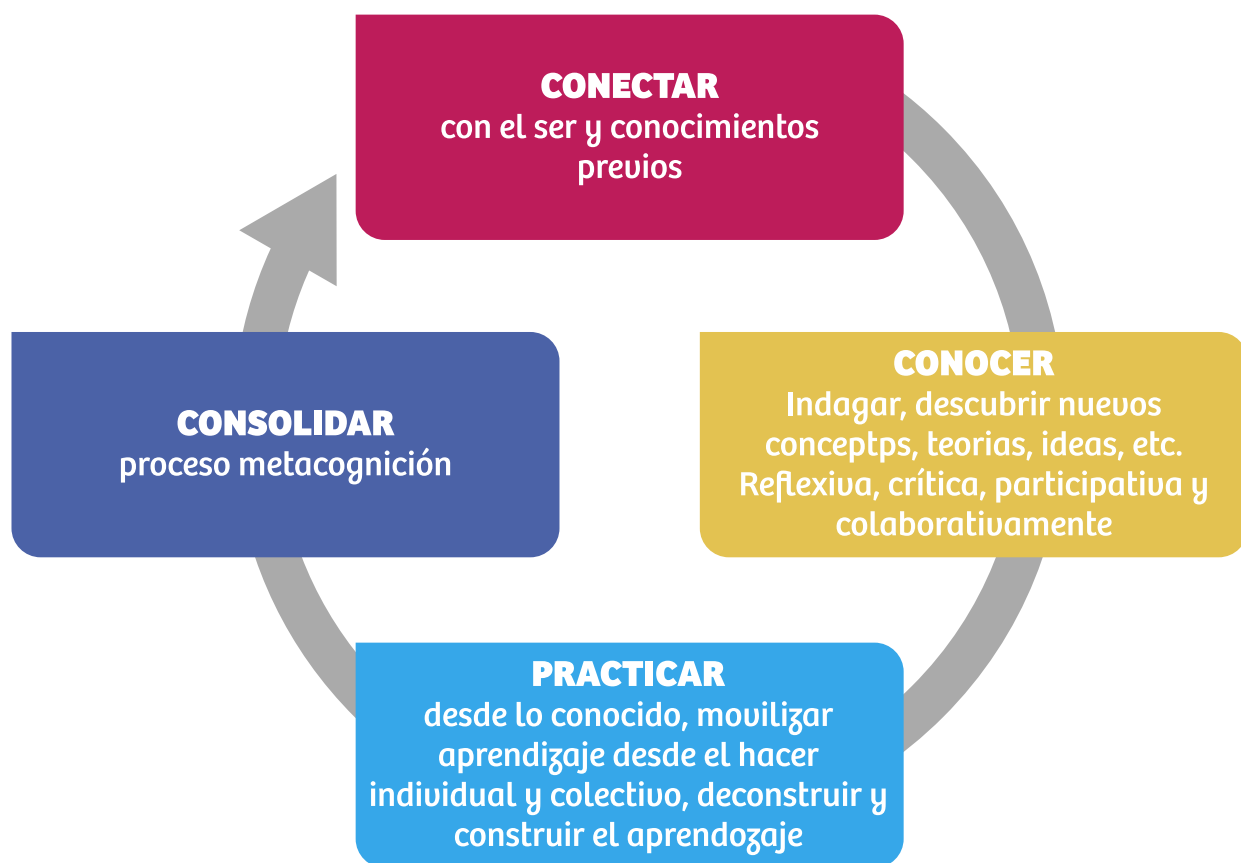 CONECTAR
con el ser y conocimientos
previos
CONOCER
Indagar, descubrir nuevos
conceptps, teorias, ideas, etc.
Reflexiva, crítica, participativa y
colaborativamente
CONSOLIDAR
proceso metacognición
PRACTICAR
desde lo conocido, movilizar
aprendizaje desde el hacer
individual y colectivo, deconstruir y
construir el aprendozaje